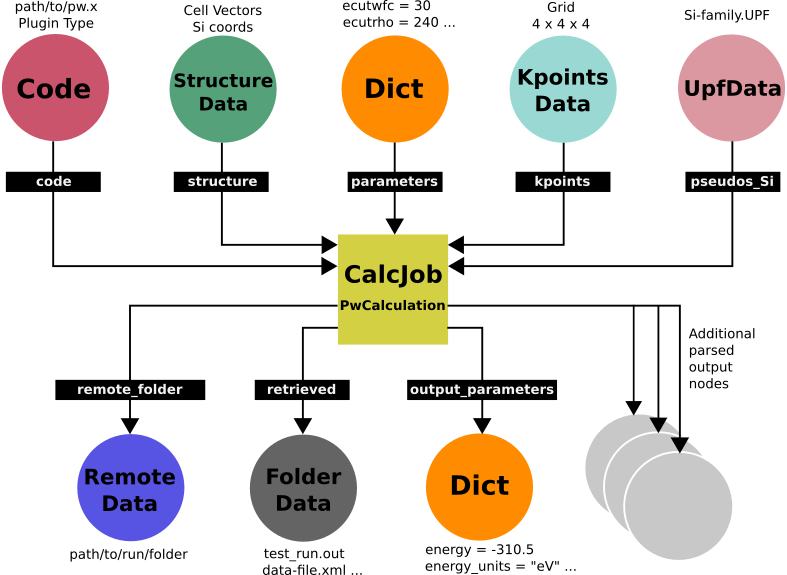 path/to/pw.x
Plugin Type
Cell Vectors
Si coords
ecutwfc = 30
ecutrho = 240 ...
Grid
4 x 4 x 4
Si-family.UPF
Code
Structure
Data
Dict
Kpoints
Data
UpfData
code
structure
parameters
kpoints
pseudos_Si
CalcJob
PwCalculation
Additional
parsed
output
nodes
remote_folder
retrieved
output_parameters
Remote
Data
Folder
Data
Dict
path/to/run/folder
test_run.out
data-file.xml ...
energy = -310.5
energy_units = "eV" ...